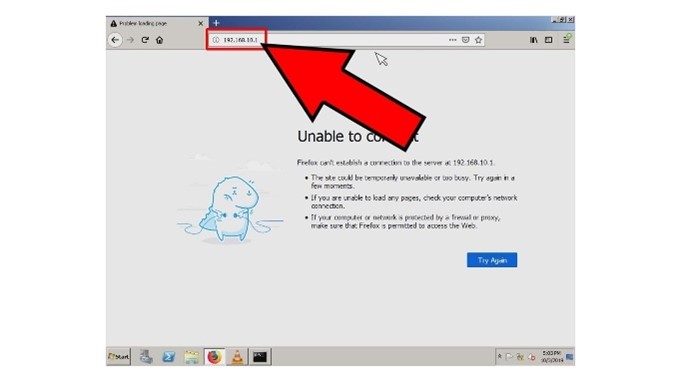 Problem loading page
192.168.10.1
Unable to
Firefox can't establish a connection to the server at 192.168.10.1.
The site could be temporarily unavailable or too busy. Try again in a
few moments.
If you are unable to load any pages, check your computer's network
connection.
If your computer or network is protected by a firewall or proxy,
make sure that Firefox is permitted to access the Web.
Try Again
Start
5:03 PM